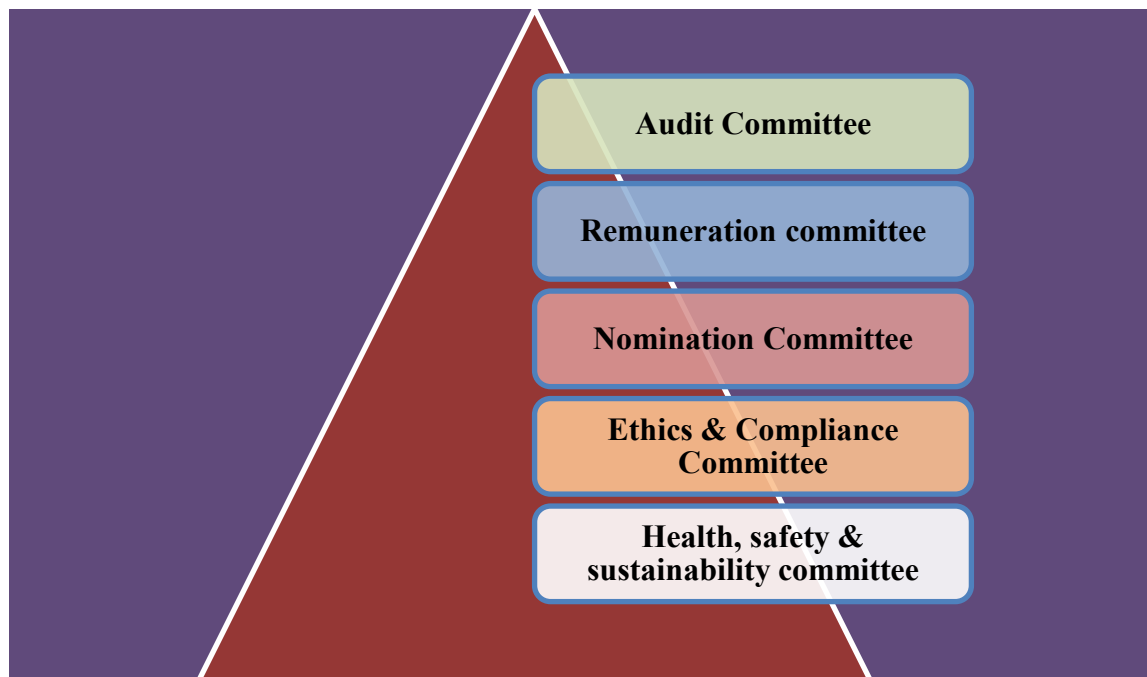 Audit Committee
Remuneration committee
Nomination Committee
Ethics & Compliance
Committee
Health, safety &
sustainability committee